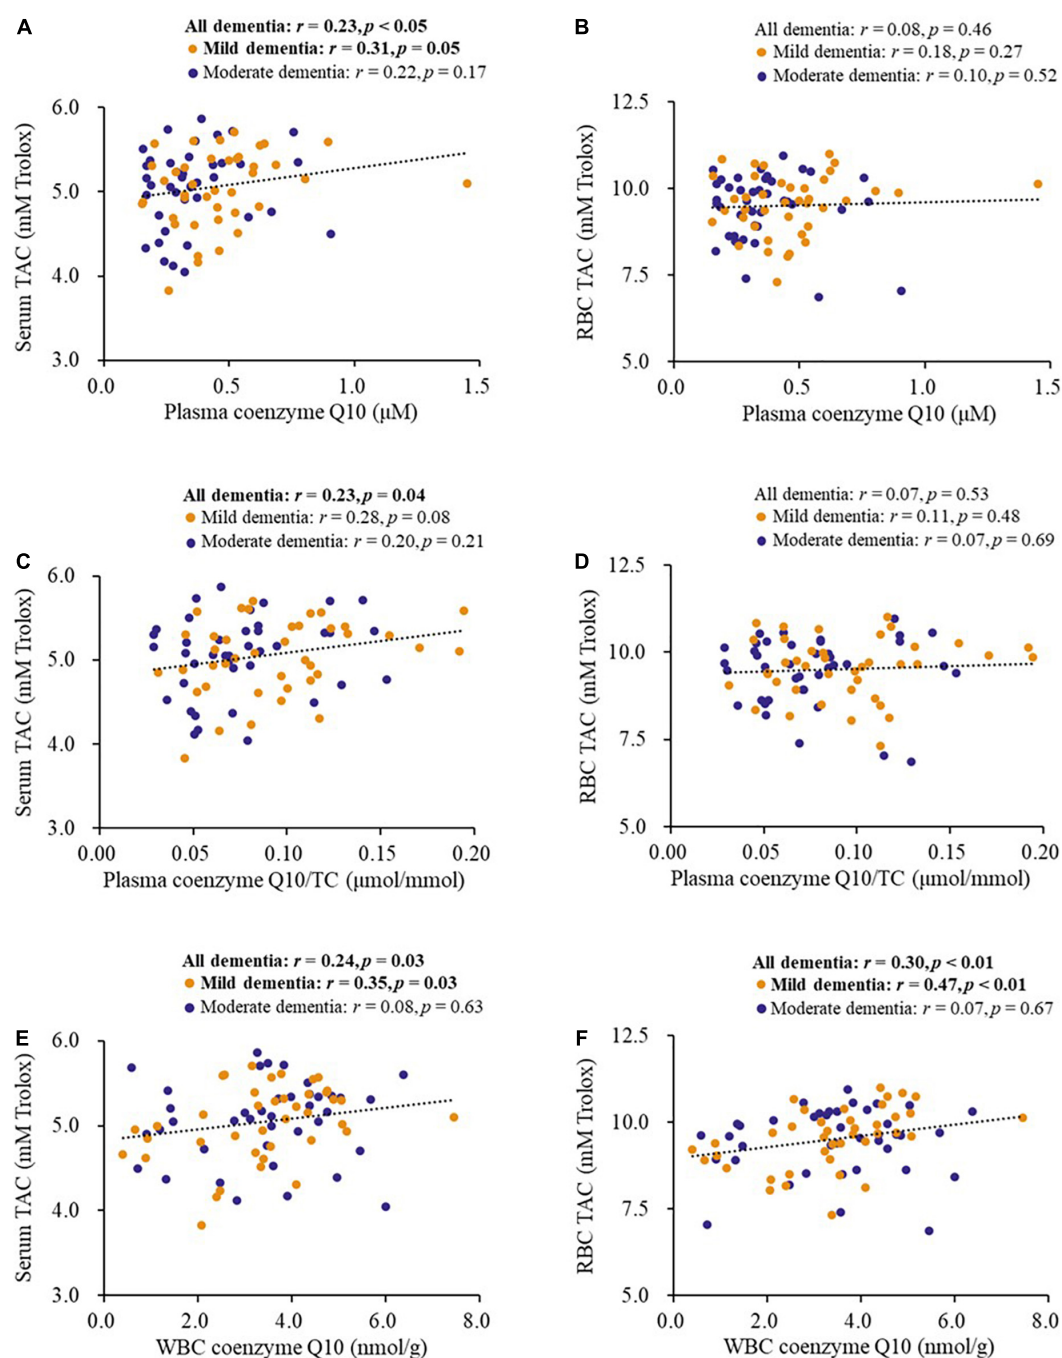 A
All dementia: r = 0.23, p < 0.05
Mild dementia: r = 0.31, p = 0.05
Moderate dementia: r = 0.22, p = 0.17
Serum TAC (mM Trolox)
6.0
5.0
4.0
3.0
0.0 0.5 1.0 1.5
Plasma coenzyme Q10 (μM)
B
All dementia: r = 0.08, p = 0.46
Mild dementia: r = 0.18, p = 0.27
Moderate dementia: r = 0.10, p = 0.52
RBC TAC (mM Trolox)
12.5
10.0
7.5
5.0
0.0 0.5 1.0 1.5
Plasma coenzyme Q10 (μM)
C
All dementia: r = 0.23, p = 0.04
Mild dementia: r = 0.28, p = 0.08
Moderate dementia: r = 0.20, p = 0.21
Serum TAC (mM Trolox)
6.0
5.0
4.0
3.0
0.00 0.05 0.10 0.15 0.20
Plasma coenzyme Q10/TC (μmol/mmol)
D
All dementia: r = 0.07, p = 0.53
Mild dementia: r = 0.11, p = 0.48
Moderate dementia: r = 0.07, p = 0.69
RBC TAC (mM Trolox)
12.5
10.0
7.5
5.0
0.00 0.05 0.10 0.15 0.20
Plasma coenzyme Q10/TC (μmol/mmol)
E
All dementia: r = 0.24, p = 0.03
Mild dementia: r = 0.35, p = 0.03
Moderate dementia: r = 0.08, p = 0.63
Serum TAC (mM Trolox)
6.0
5.0
4.0
3.0
0.0 2.0 4.0 6.0 8.0
WBC coenzyme Q10 (nmol/g)
F
All dementia: r = 0.30, p < 0.01
Mild dementia: r = 0.47, p < 0.01
Moderate dementia: r = 0.07, p = 0.67
RBC TAC (mM Trolox)
12.5
10.0
7.5
5.0
0.0 2.0 4.0 6.0 8.0
WBC coenzyme Q10 (nmol/g)